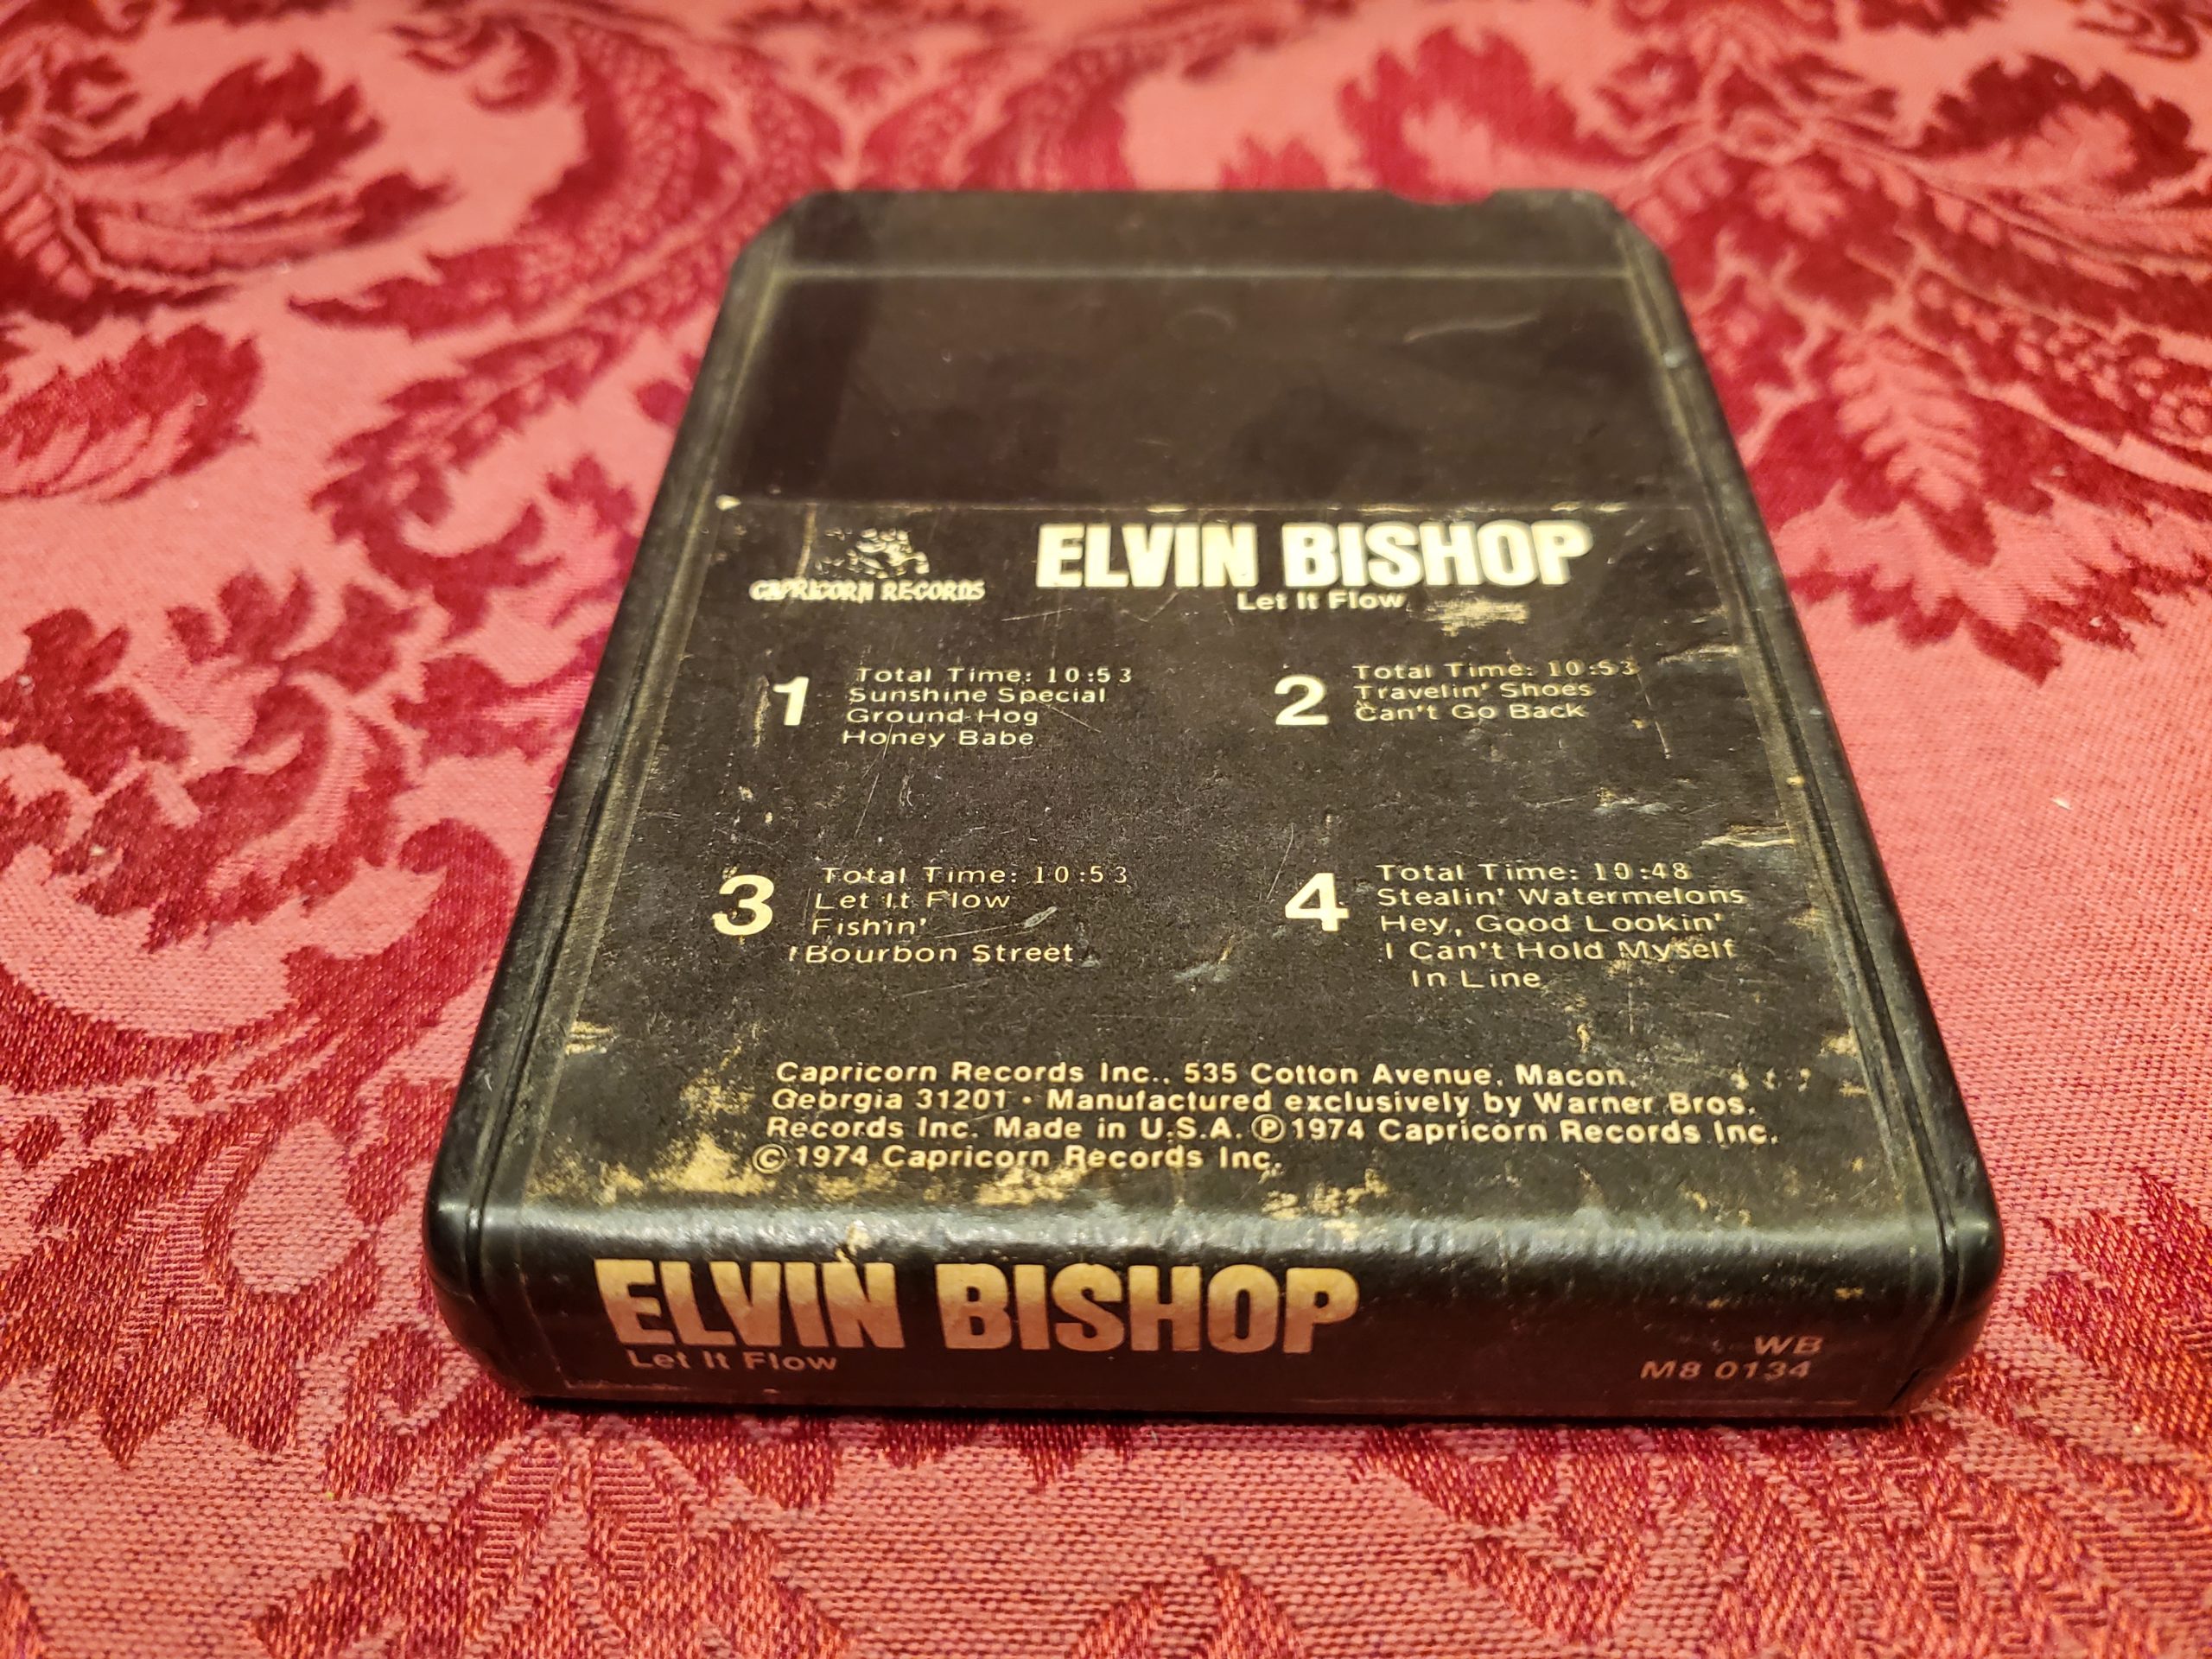 CAPRICORN RECORDS
ELVIN BISHOP
Let It Flow
1
Total Time: 10:53
Sunshine Special
Ground Hog
Honey Babe
2
Total Time: 10:53
Travelin' Shoes
Can't Go Back
3
Total Time: 10:53
Let It Flow
Fishin'
Bourbon Street
4
Total Time: 10:48
Stealin' Watermelons
Hey, Good Lookin'
I Can't Hold Myself
In Line
Capricorn Records Inc., 535 Cotton Avenue, Macon,
Georgia 31201 • Manufactured exclusively by Warner Bros.
Records Inc. Made in U.S.A. Ⓟ1974 Capricorn Records Inc.
©1974 Capricorn Records Inc.
ELVIN BISHOP
Let It Flow
WB
M8 0134